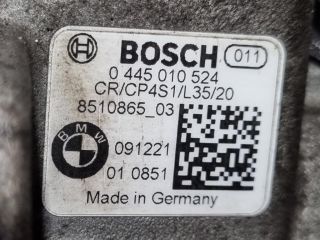 BOSCH 011
0 445 010 524
CR/CP4S1/L35/20
8510865_03
BMW 091221
01 0851
Made in Germany